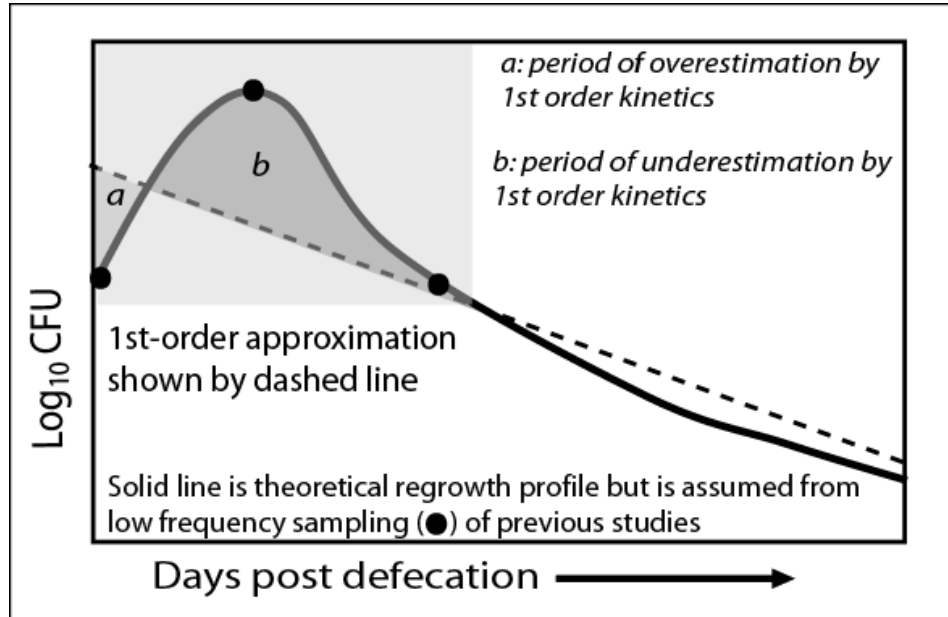 a: period of overestimation by
1st order kinetics
b: period of underestimation by
1st order kinetics
a
b
Log₁₀ CFU
1st-order approximation
shown by dashed line
Solid line is theoretical regrowth profile but is assumed from
low frequency sampling (●) of previous studies
Days post defecation